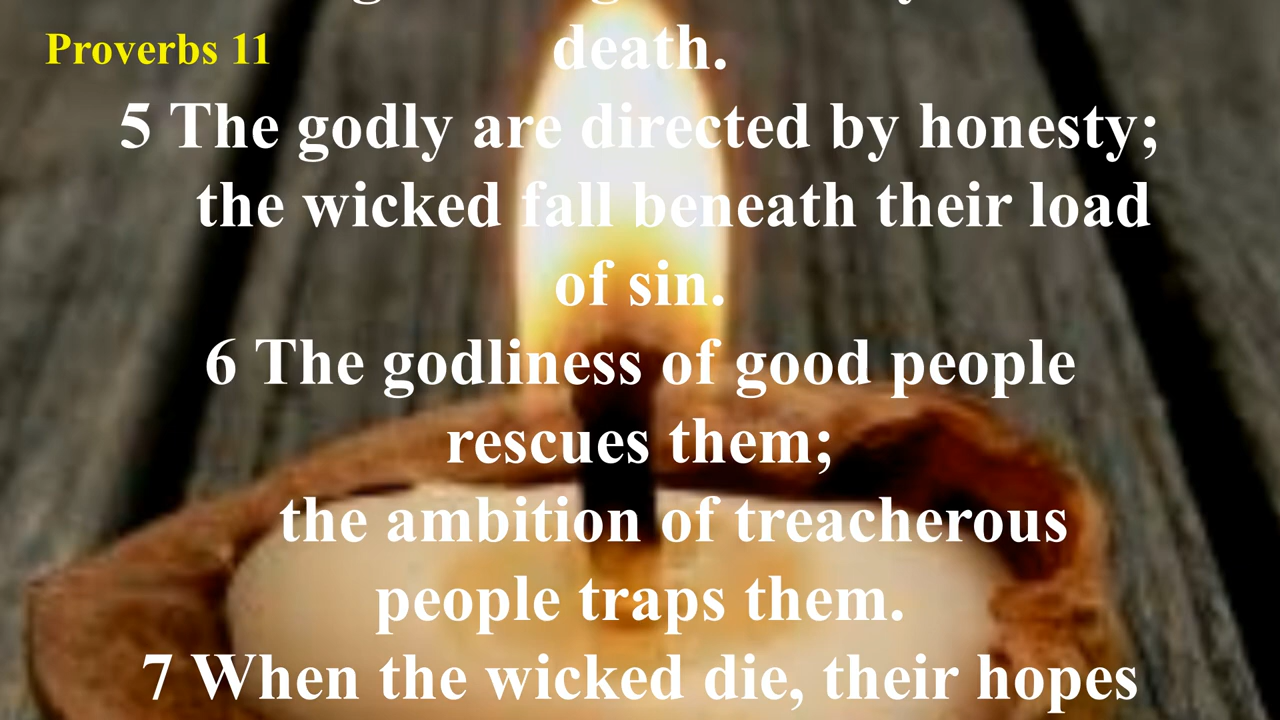 Proverbs 11
death.
5 The godly are directed by honesty;
the wicked fall beneath their load
of sin.
6 The godliness of good people
rescues them;
the ambition of treacherous
people traps them.
7 When the wicked die, their hopes